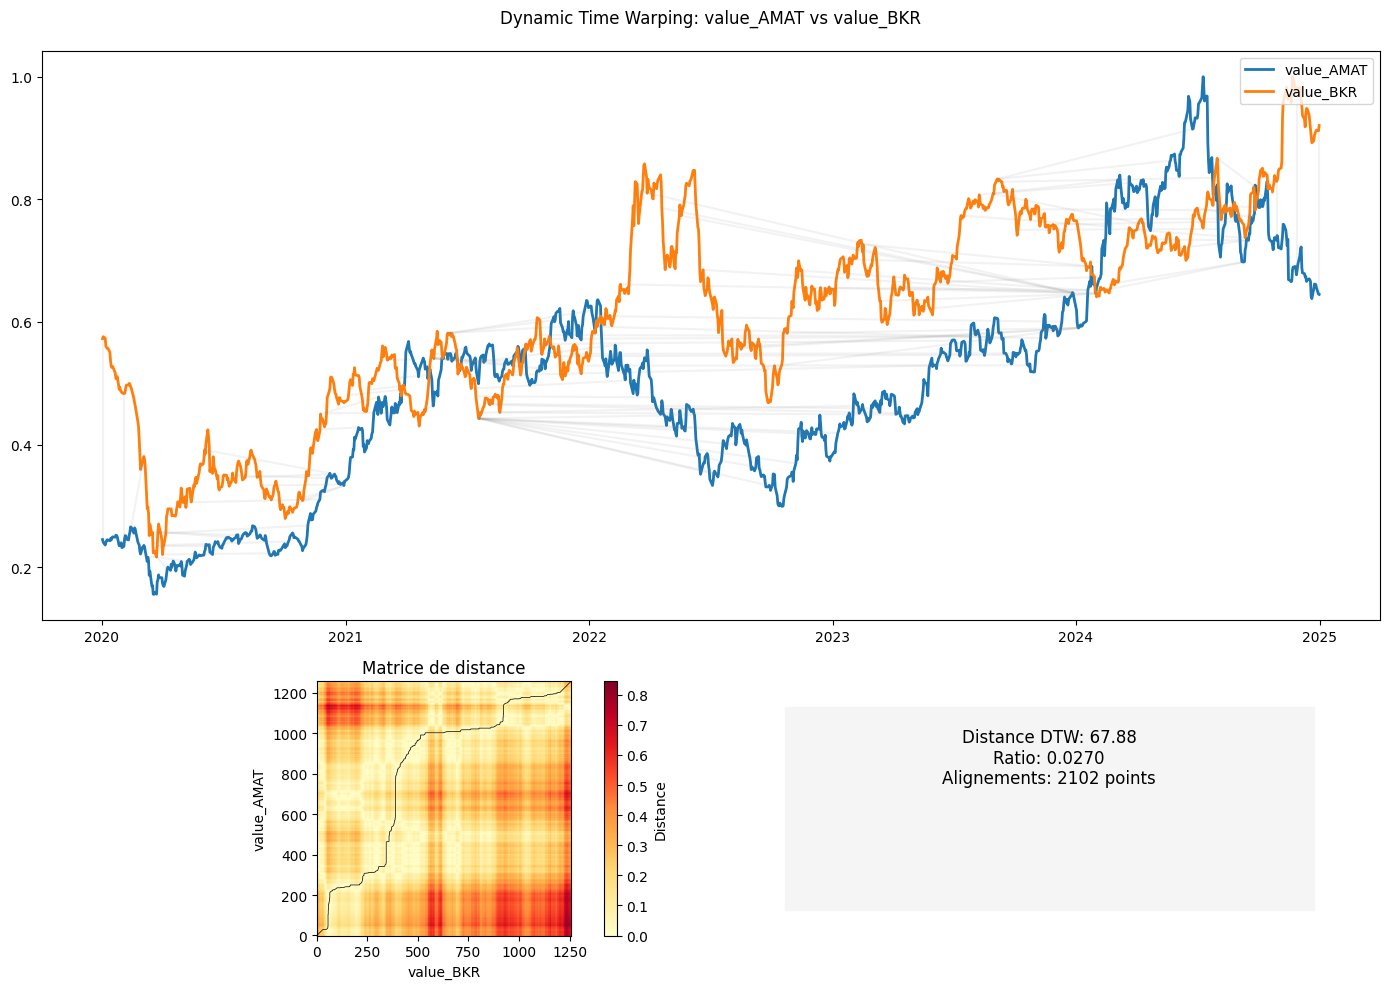 Dynamic Time Warping: value_AMAT vs value_BKR
value_AMAT
value_BKR
1.0
0.8
0.6
0.4
0.2
2020 2021 2022 2023 2024 2025
Matrice de distance
value_AMAT
1200
1000
800
600
400
200
0
0 250 500 750 1000 1250
value_BKR
0.8
0.7
0.6
0.5
0.4
0.3
0.2
0.1
0.0
Distance
Distance DTW: 67.88
Ratio: 0.0270
Alignements: 2102 points